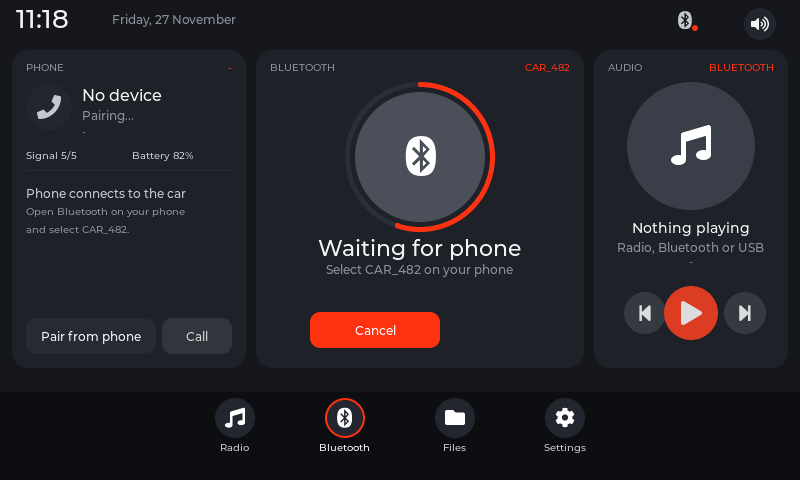 11:18
Friday, 27 November
PHONE
-
No device
Pairing...
-
Signal 5/5
Battery 82%
Phone connects to the car
Open Bluetooth on your phone
and select CAR_482.
Pair from phone
Call
BLUETOOTH
CAR_482
Waiting for phone
Select CAR_482 on your phone
Cancel
AUDIO
BLUETOOTH
Nothing playing
Radio, Bluetooth or USB
-
Radio
Bluetooth
Files
Settings